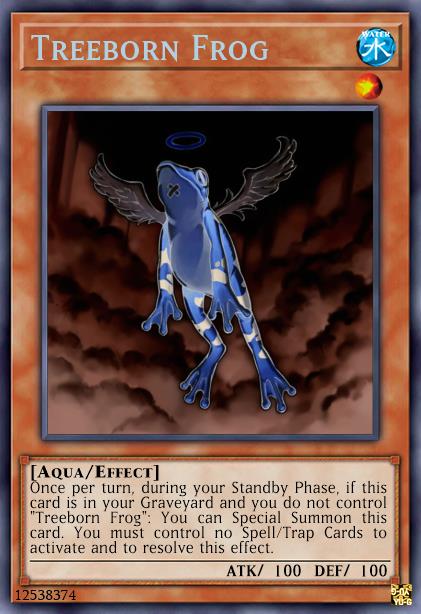 Treeborn Frog
WATER
水
[Aqua/Effect]
Once per turn, during your Standby Phase, if this
card is in your Graveyard and you do not control
"Treeborn Frog": You can Special Summon this
card. You must control no Spell/Trap Cards to
activate and to resolve this effect.
ATK/ 100 DEF/ 100
12538374